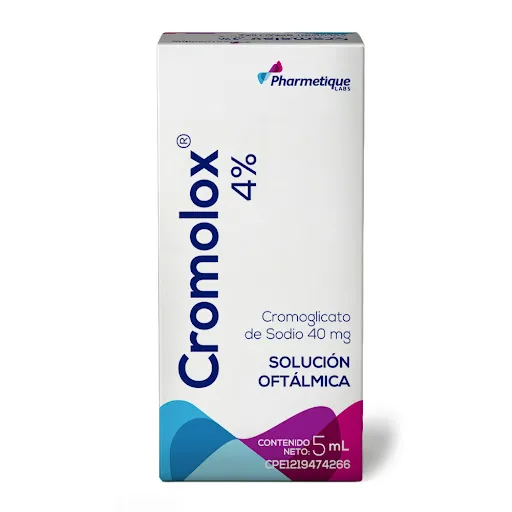 Pharmetique
LABS
Cromolox®
4%
Cromoglicato
de Sodio 40 mg
SOLUCIÓN
OFTÁLMICA
CONTENIDO
NETO: 5 mL
CPE1219474266